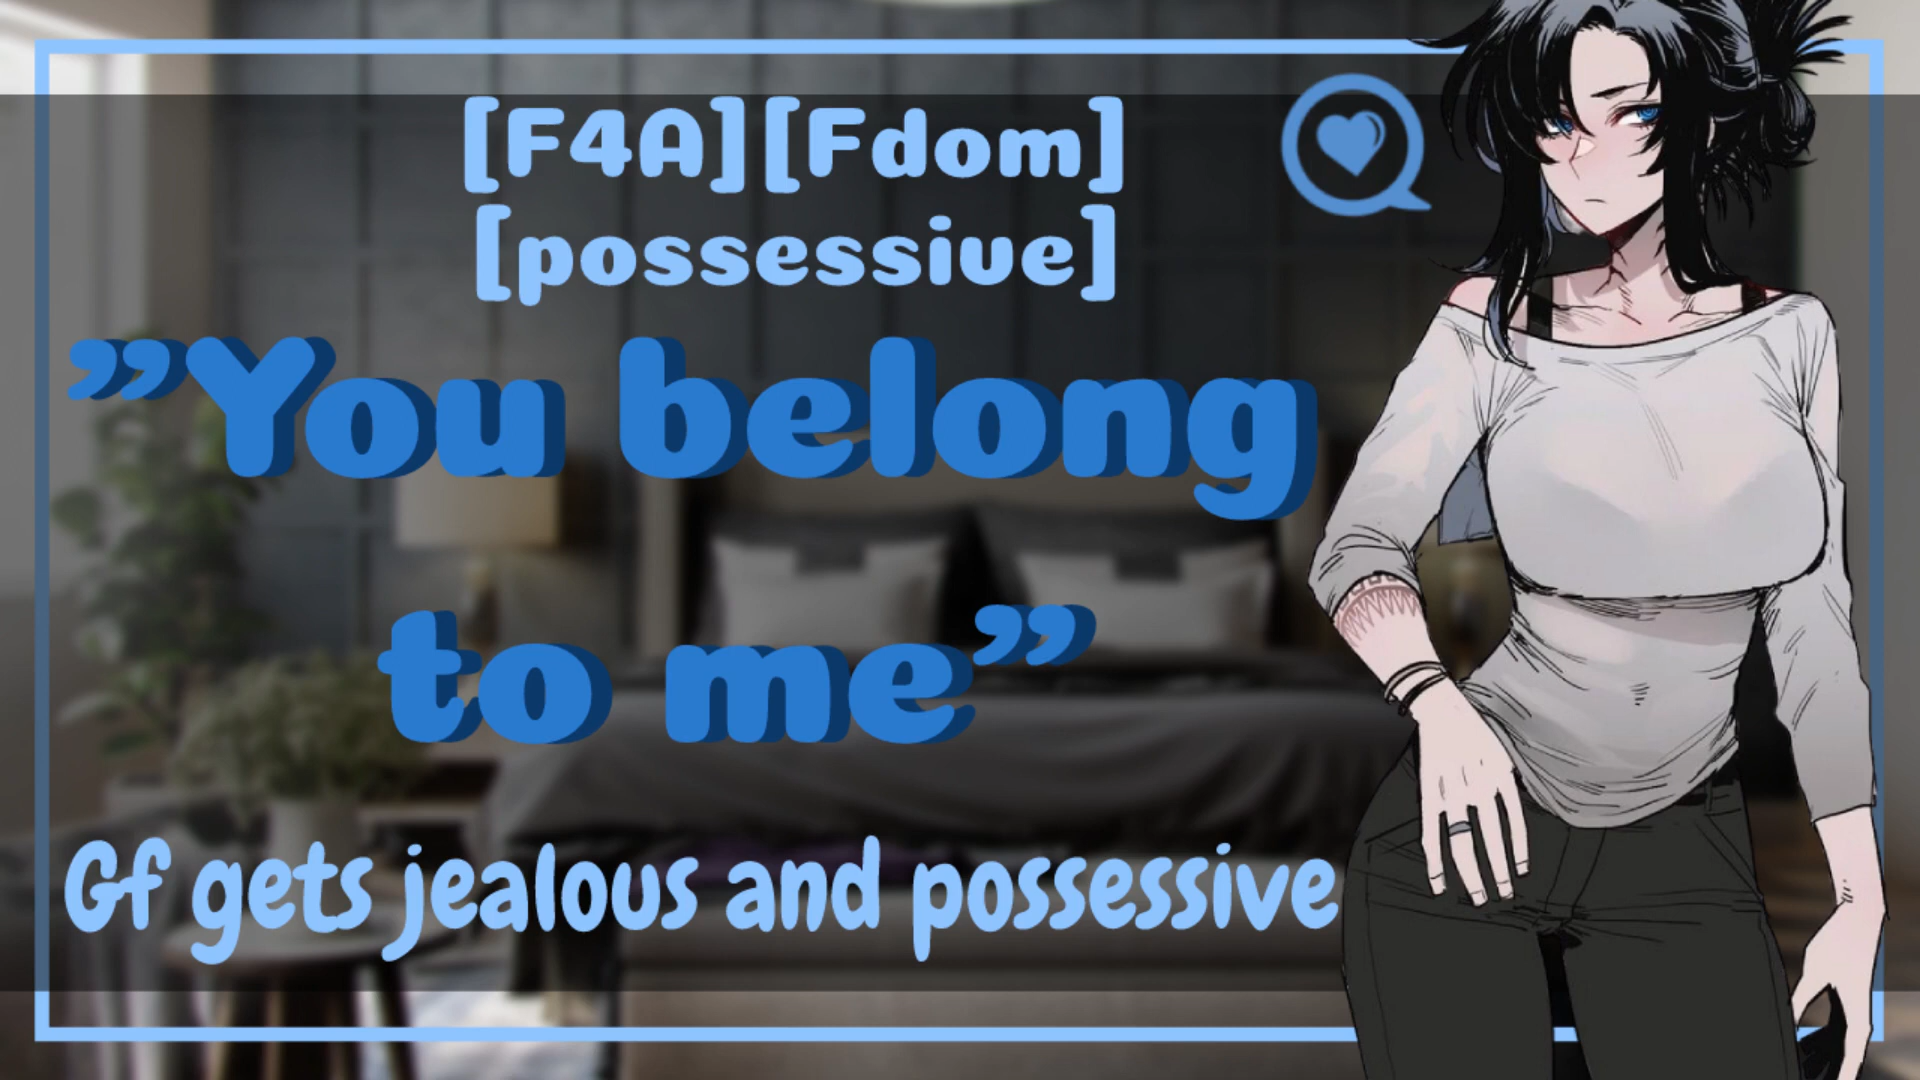 [F4A][Fdom]
[possessive]
”You belong
to me”
Gf gets jealous and possessive